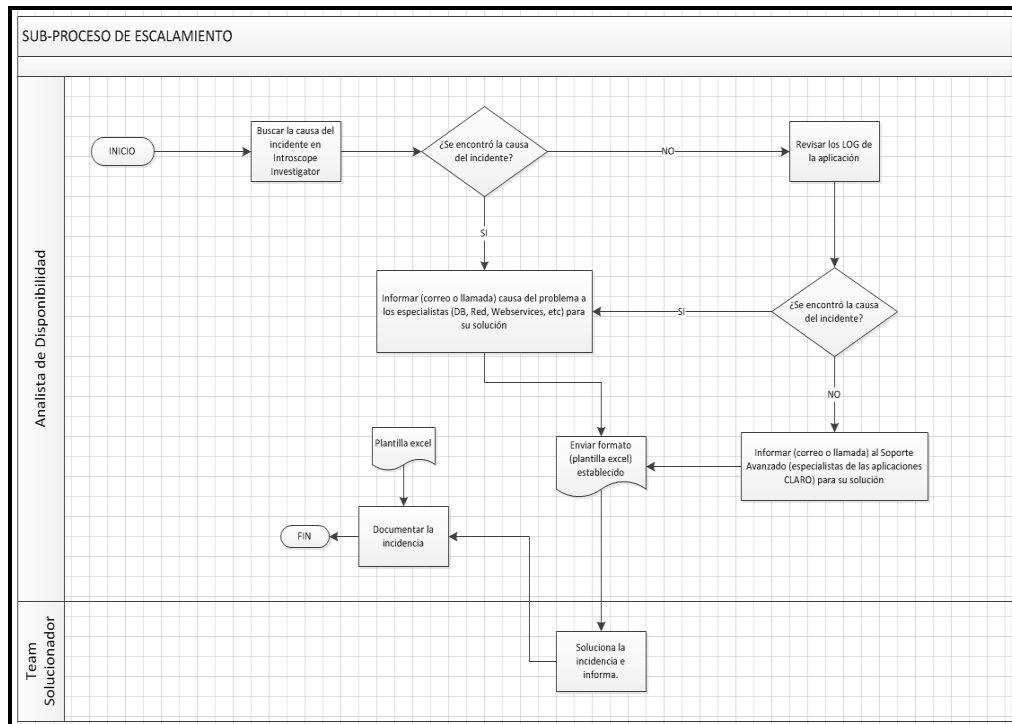 SUB-PROCESO DE ESCALAMIENTO
Analista de Disponibilidad
INICIO
Buscar la causa del
incidente en
Introscope
Investigator
¿Se encontró la causa
del incidente?
NO
Revisar los LOG de
la aplicación
SI
Informar (correo o llamada) causa del problema a
los especialistas (DB, Red, Webservices, etc) para
su solución
SI
¿Se encontró la causa
del incidente?
NO
Plantilla excel
Enviar formato
(plantilla excel)
establecido
Informar (correo o llamada) al Soporte
Avanzado (especialistas de las aplicaciones
CLARO) para su solución
FIN
Documentar la
incidencia
Team
Solucionador
Soluciona la
incidencia e
informa.